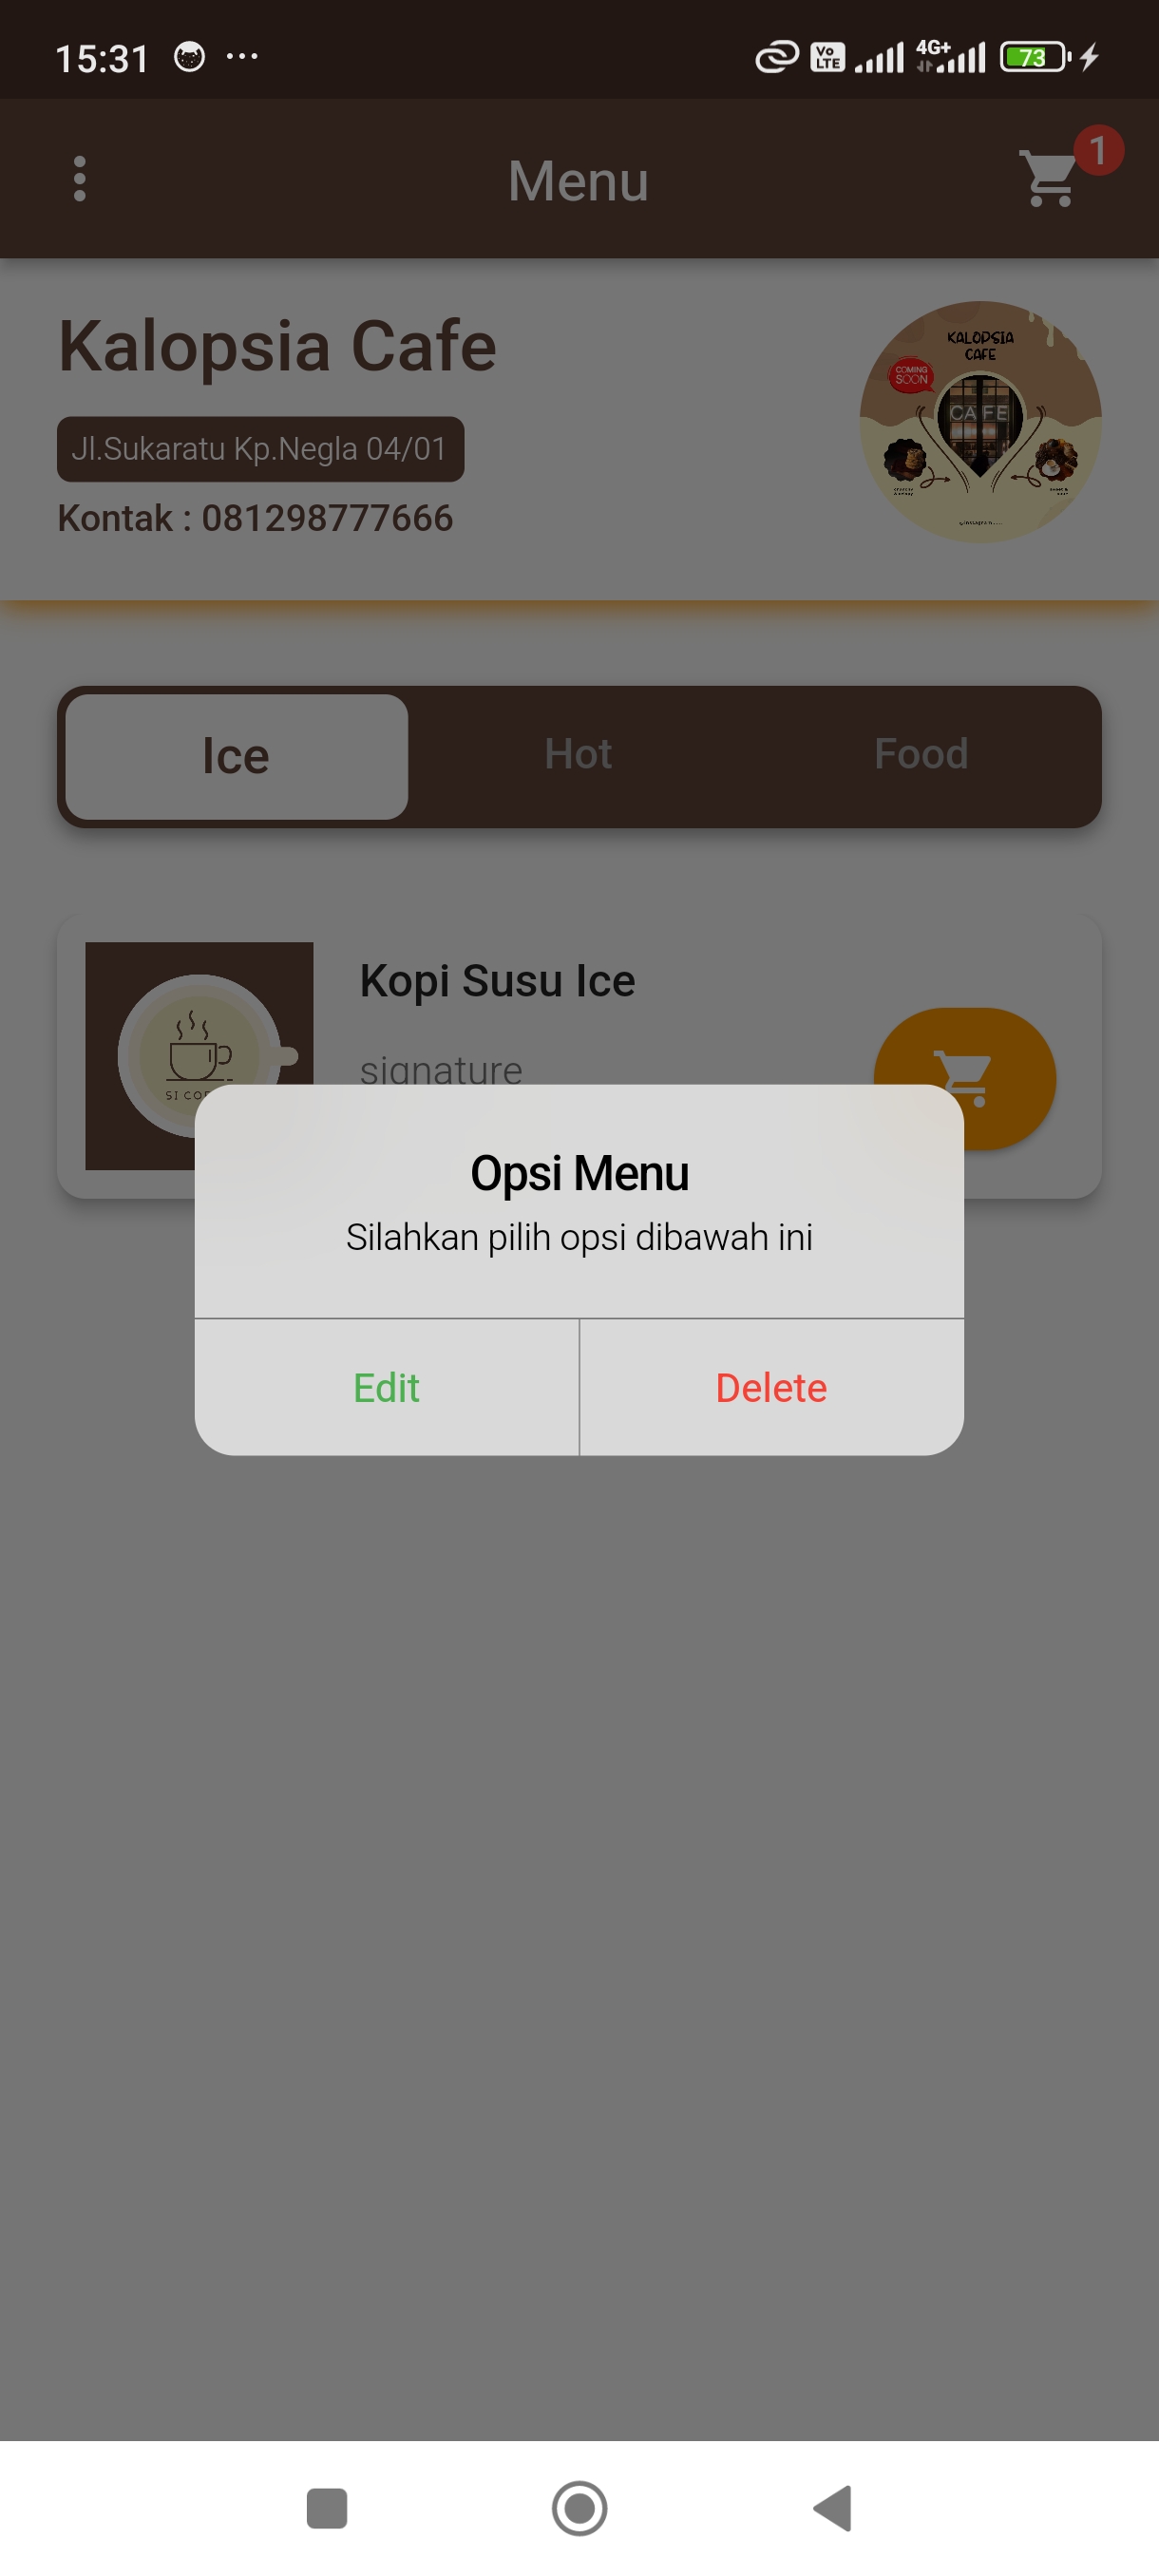 15:31
Vo
LTE
4G+
73
Menu
1
Kalopsia Cafe
Jl.Sukaratu Kp.Negla 04/01
Kontak : 081298777666
KALOPSIA
CAFE
COMING
SOON
CAFE
Ice
Hot
Food
Kopi Susu Ice
signature
SI
Opsi Menu
Silahkan pilih opsi dibawah ini
Edit
Delete